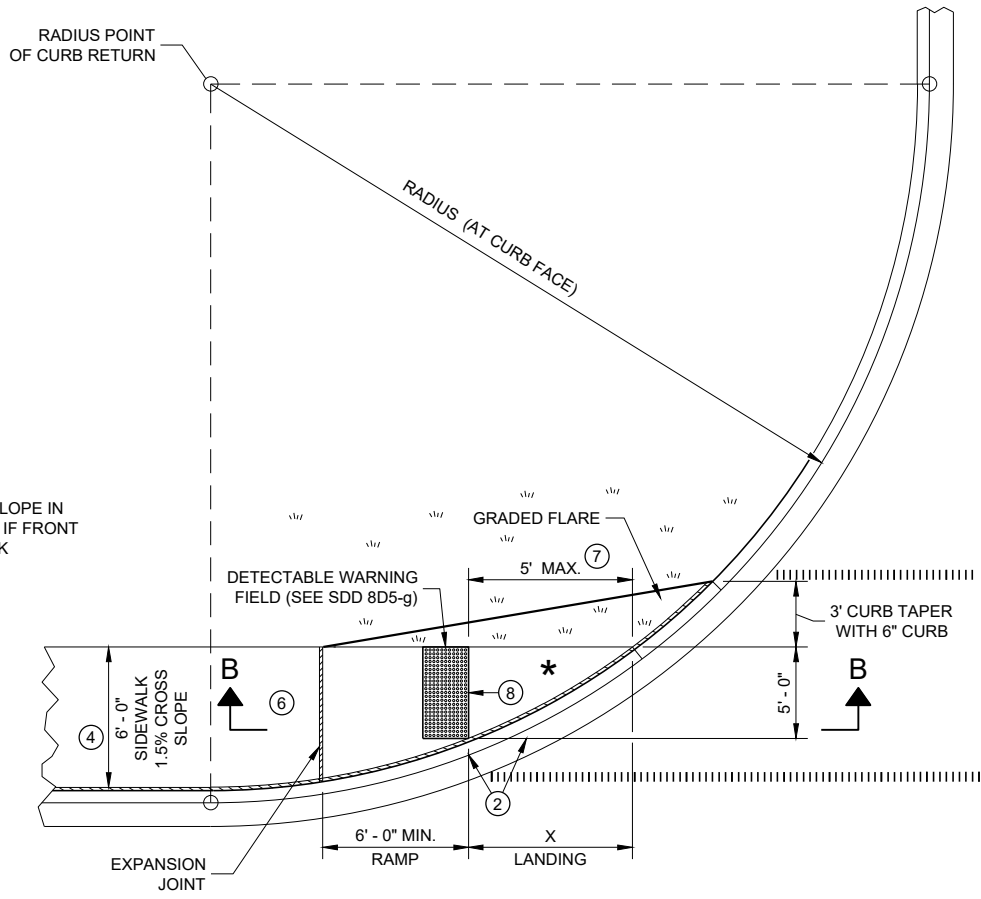 RADIUS POINT
OF CURB RETURN
RADIUS (AT CURB FACE)
LOPE IN
IF FRONT
K
GRADED FLARE
7
5' MAX.
DETECTABLE WARNING
FIELD (SEE SDD 8D5-g)
3' CURB TAPER
WITH 6" CURB
B
6
*
8
B
4
6' - 0"
SIDEWALK
1.5% CROSS
SLOPE
5' - 0"
2
6' - 0" MIN.
RAMP
X
LANDING
EXPANSION
JOINT